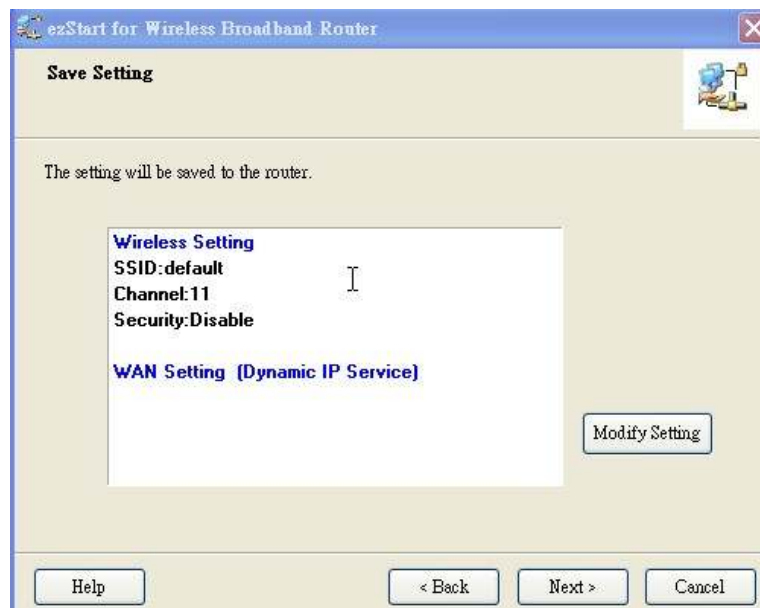 ezStart for Wireless Broadband Router
Save Setting
The setting will be saved to the router.
Wireless Setting
SSID:default
Channel:11
Security:Disable
WAN Setting (Dynamic IP Service)
Modify Setting
Help
< Back
Next >
Cancel